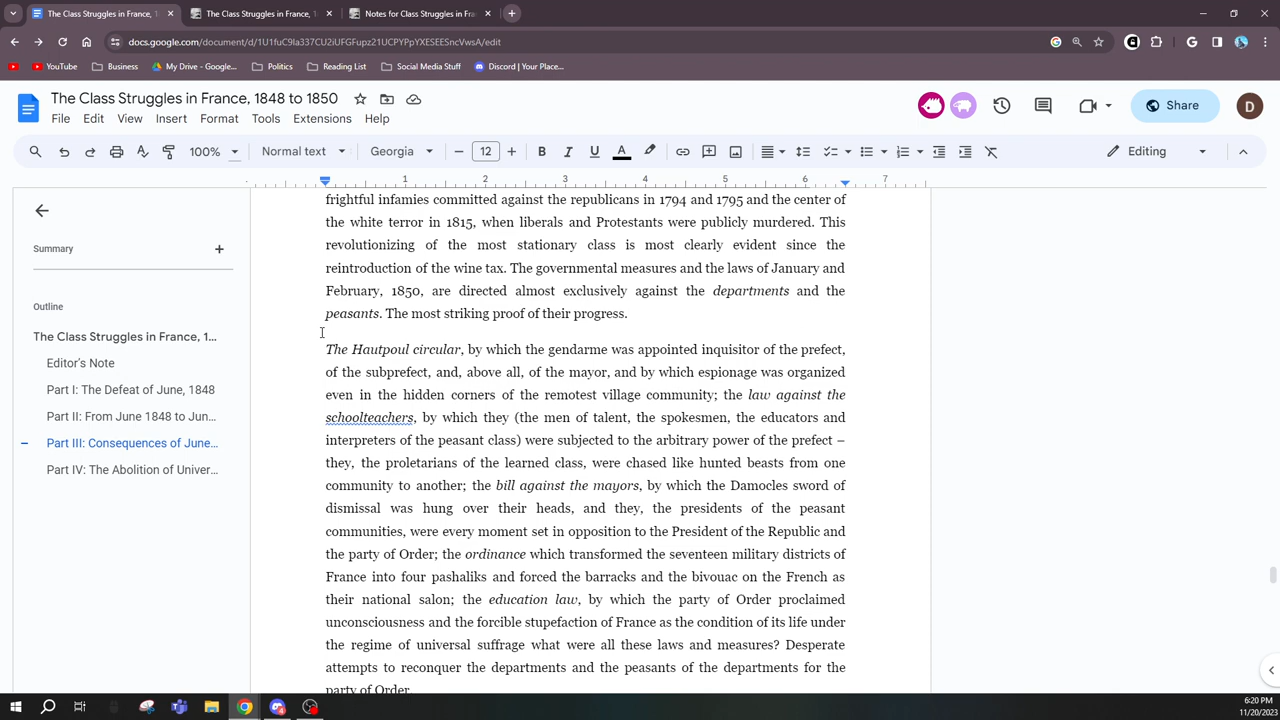 The Class Struggles in France, 1
The Class Struggles in France, 1
Notes for Class Struggles in Fra
docs.google.com/document/d/1U1fuC9la337CU2iUFGFupz21UCPYPpYXESEESncVwsA/edit
YouTube
Business
My Drive - Google...
Politics
Reading List
Social Media Stuff
Discord | Your Place...
The Class Struggles in France, 1848 to 1850
File Edit View Insert Format Tools Extensions Help
Share
D
100%
Normal text
Georgia
12
Editing
1 2 3 4 5 6 7
Summary
Outline
The Class Struggles in France, 1...
Editor's Note
Part I: The Defeat of June, 1848
Part II: From June 1848 to Jun...
Part III: Consequences of June...
Part IV: The Abolition of Univer...
frightful infamies committed against the republicans in 1794 and 1795 and the center of
the white terror in 1815, when liberals and Protestants were publicly murdered. This
revolutionizing of the most stationary class is most clearly evident since the
reintroduction of the wine tax. The governmental measures and the laws of January and
February, 1850, are directed almost exclusively against the departments and the
peasants. The most striking proof of their progress.
The Hautpoul circular, by which the gendarme was appointed inquisitor of the prefect,
of the subprefect, and, above all, of the mayor, and by which espionage was organized
even in the hidden corners of the remotest village community; the law against the
schoolteachers, by which they (the men of talent, the spokesmen, the educators and
interpreters of the peasant class) were subjected to the arbitrary power of the prefect –
they, the proletarians of the learned class, were chased like hunted beasts from one
community to another; the bill against the mayors, by which the Damocles sword of
dismissal was hung over their heads, and they, the presidents of the peasant
communities, were every moment set in opposition to the President of the Republic and
the party of Order; the ordinance which transformed the seventeen military districts of
France into four pashaliks and forced the barracks and the bivouac on the French as
their national salon; the education law, by which the party of Order proclaimed
unconsciousness and the forcible stupefaction of France as the condition of its life under
the regime of universal suffrage what were all these laws and measures? Desperate
attempts to reconquer the departments and the peasants of the departments for the
party of Order.
6:20 PM
11/20/2023